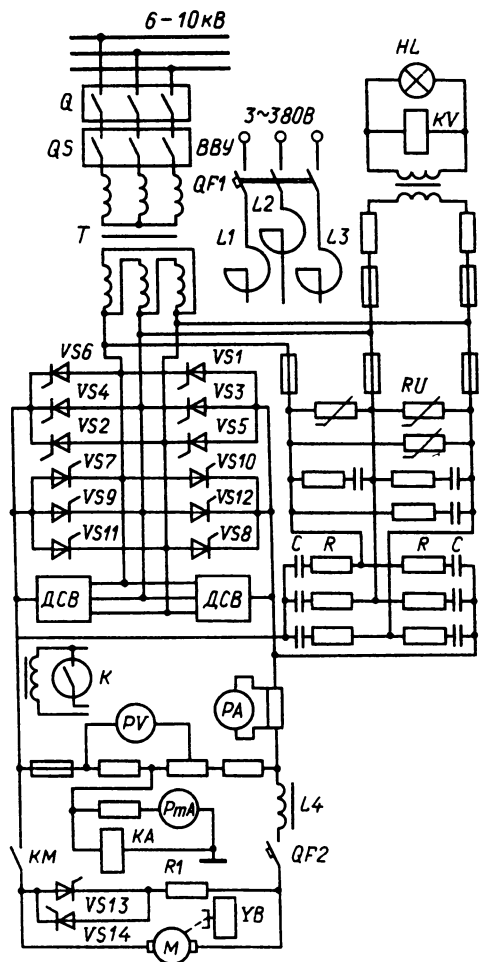 6-10кВ
HL
Q
3~380В
KV
QS
ВВУ
QF1
L2
T
L1
L3
VS6
VS1
VS4
VS3
RU
VS2
VS5
VS7
VS10
VS9
VS12
VS11
VS8
C
R
R
C
ДСВ
ДСВ
K
PV
PA
L4
PmA
KA
KM
R1
QF2
VS13
YB
VS14
M